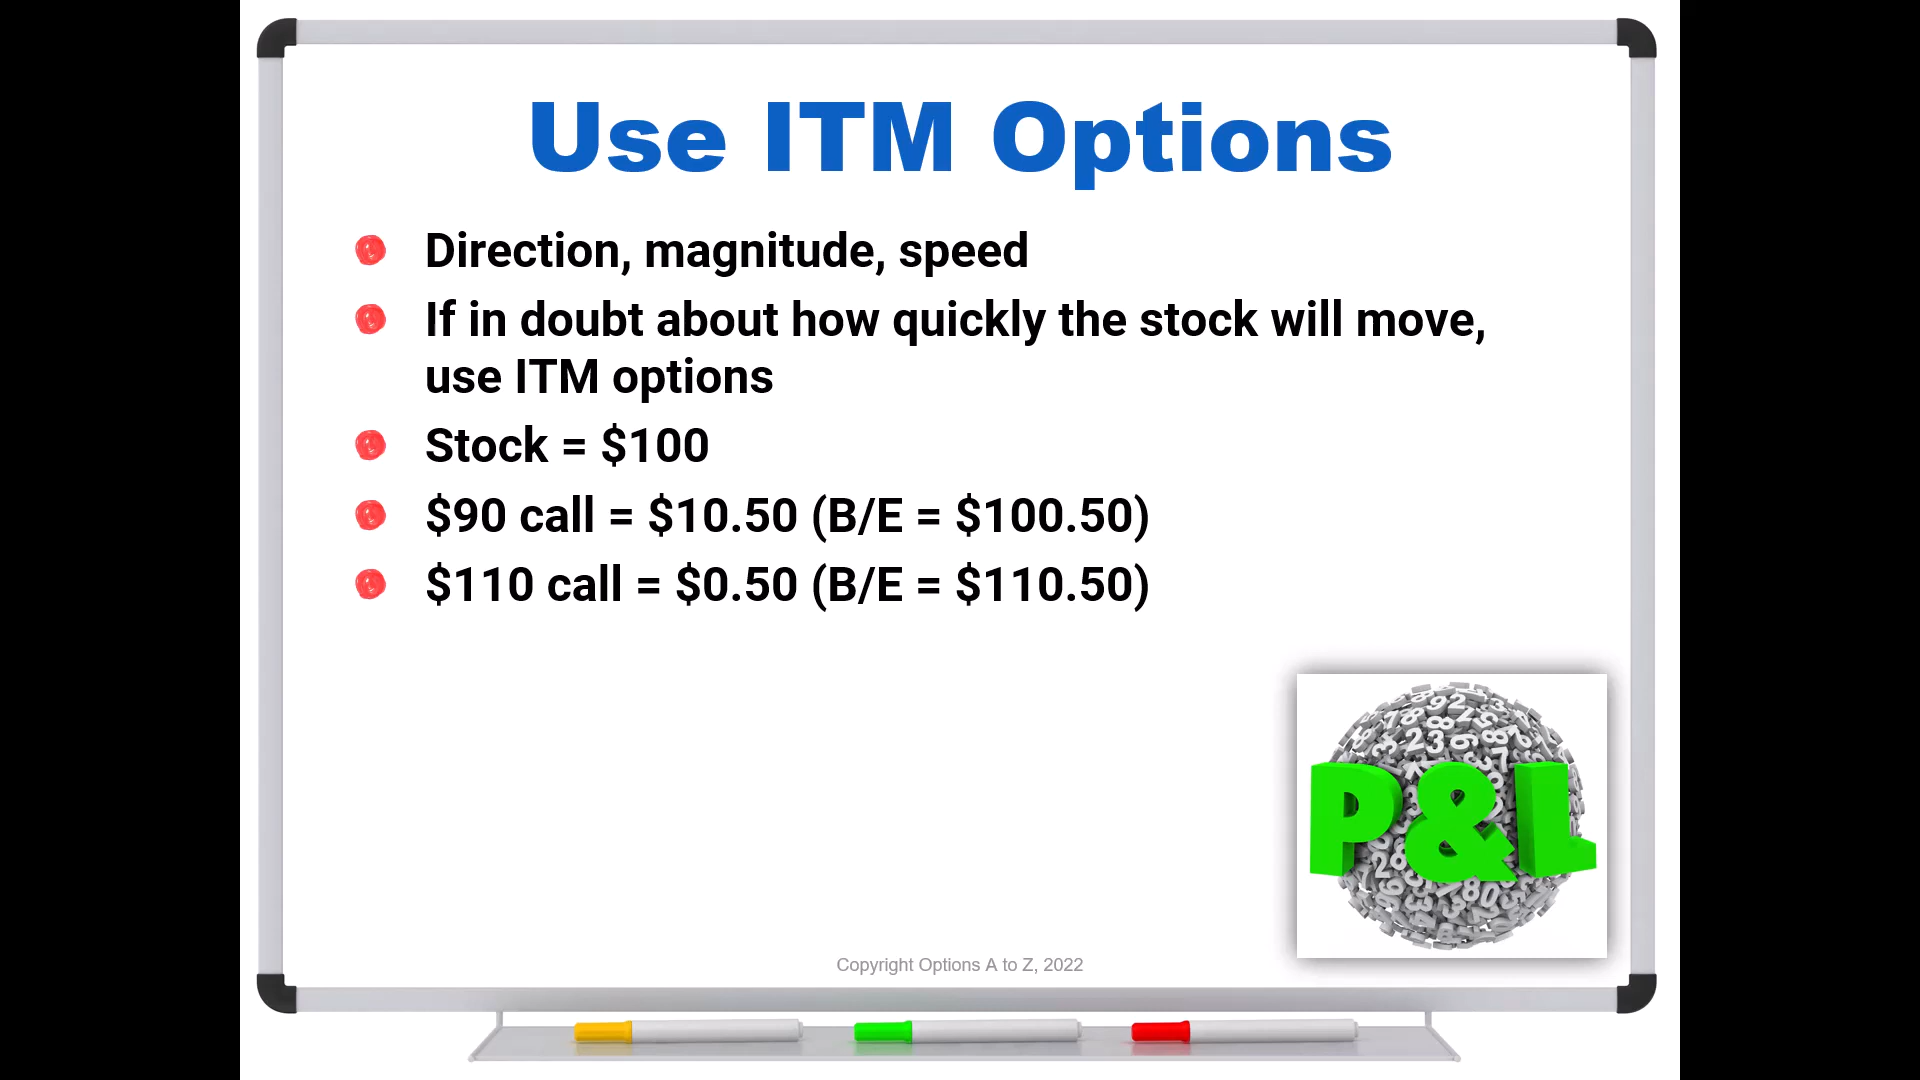 Use ITM Options
Direction, magnitude, speed
If in doubt about how quickly the stock will move,
use ITM options
Stock = $100
$90 call = $10.50 (B/E = $100.50)
$110 call = $0.50 (B/E = $110.50)
P&L
Copyright Options A to Z, 2022